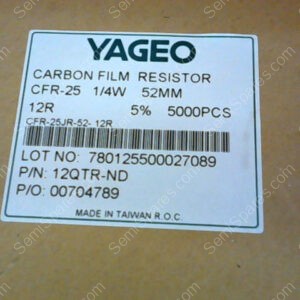 YAGEO
CARBON FILM RESISTOR
CFR-25 1/4W 52MM
12R 5% 5000PCS
CFR-25JR-52- 12R
LOT NO: 780125500027089
P/N: 12QTR-ND
P/O: 00704789
MADE IN TAIWAN R.O.C.